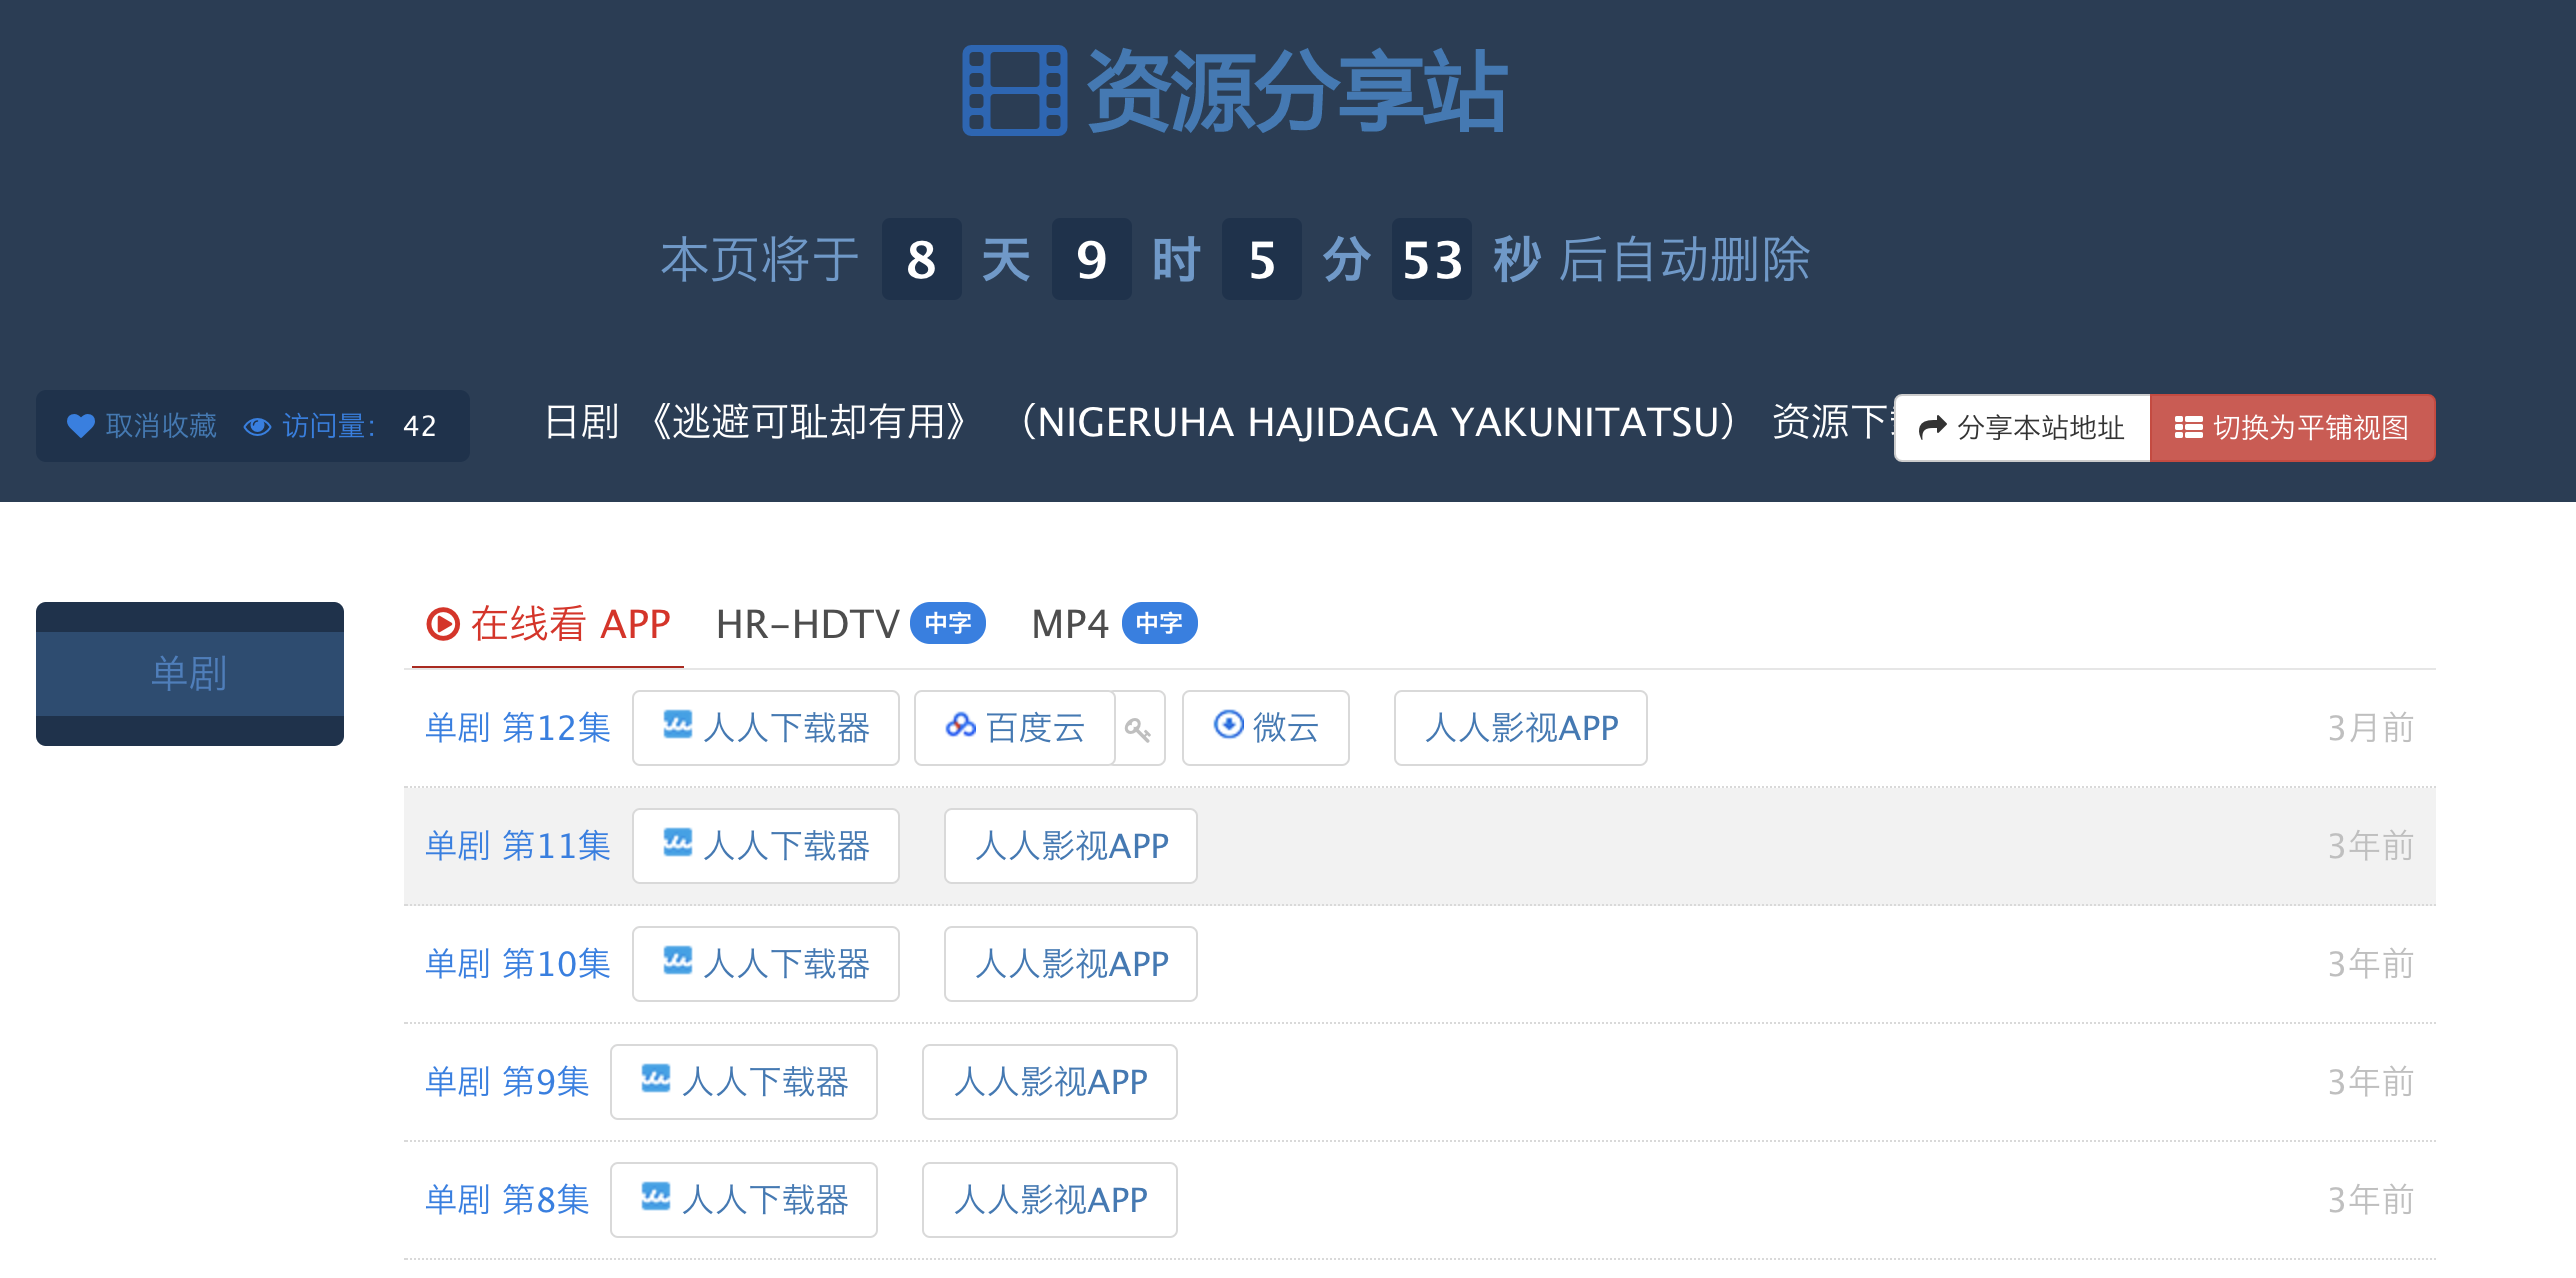 资源分享站
本页将于 8 天 9 时 5 分 53 秒 后自动删除
取消收藏 访问量： 42
日剧 《逃避可耻却有用》 （NIGERUHA HAJIDAGA YAKUNITATSU） 资源下
分享本站地址 切换为平铺视图
单剧
在线看 APP HR-HDTV 中字 MP4 中字
单剧 第12集 人人下载器 百度云 微云 人人影视APP 3月前
单剧 第11集 人人下载器 人人影视APP 3年前
单剧 第10集 人人下载器 人人影视APP 3年前
单剧 第9集 人人下载器 人人影视APP 3年前
单剧 第8集 人人下载器 人人影视APP 3年前